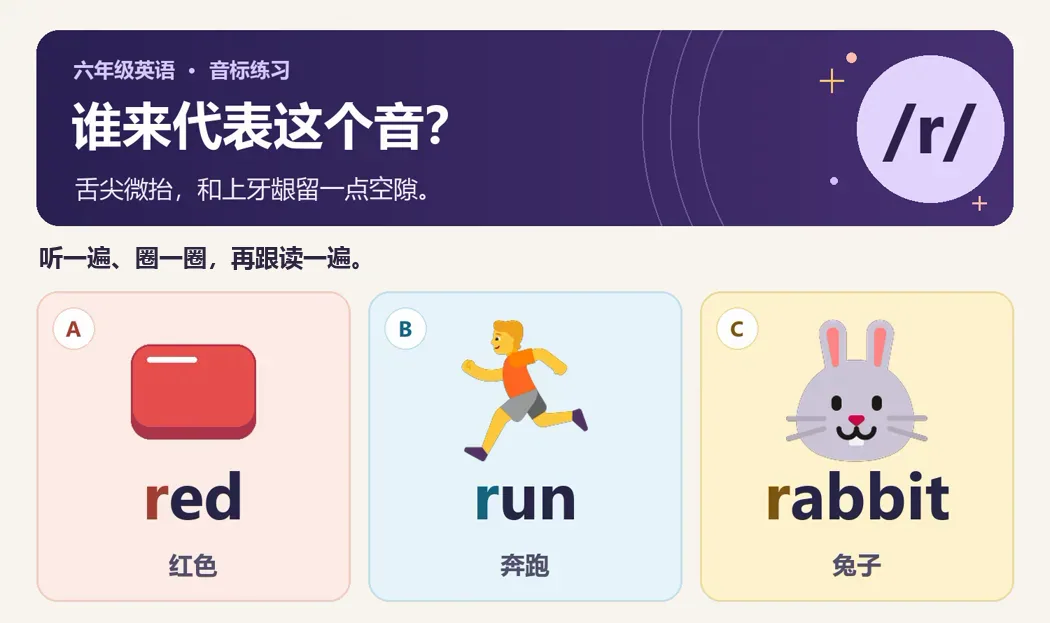 六年级英语 · 音标练习
谁来代表这个音？
舌尖微抬，和上牙龈留一点空隙。
/r/
听一遍、圈一圈，再跟读一遍。
A
red
红色
B
run
奔跑
C
rabbit
兔子